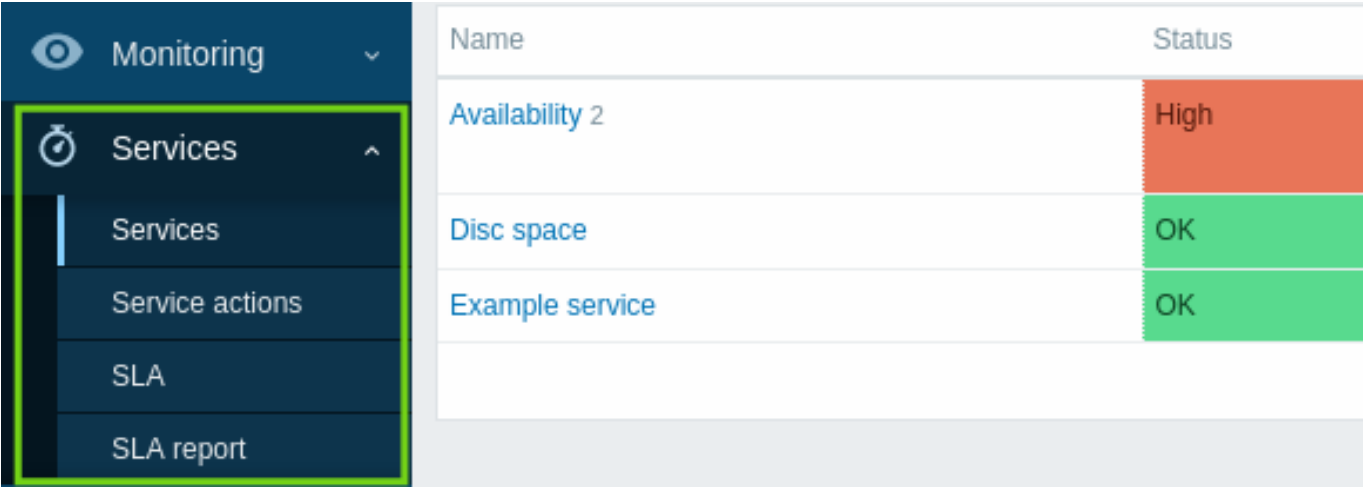 Monitoring
Services
Services
Service actions
SLA
SLA report
Name Status
Availability 2 High
Disc space OK
Example service OK